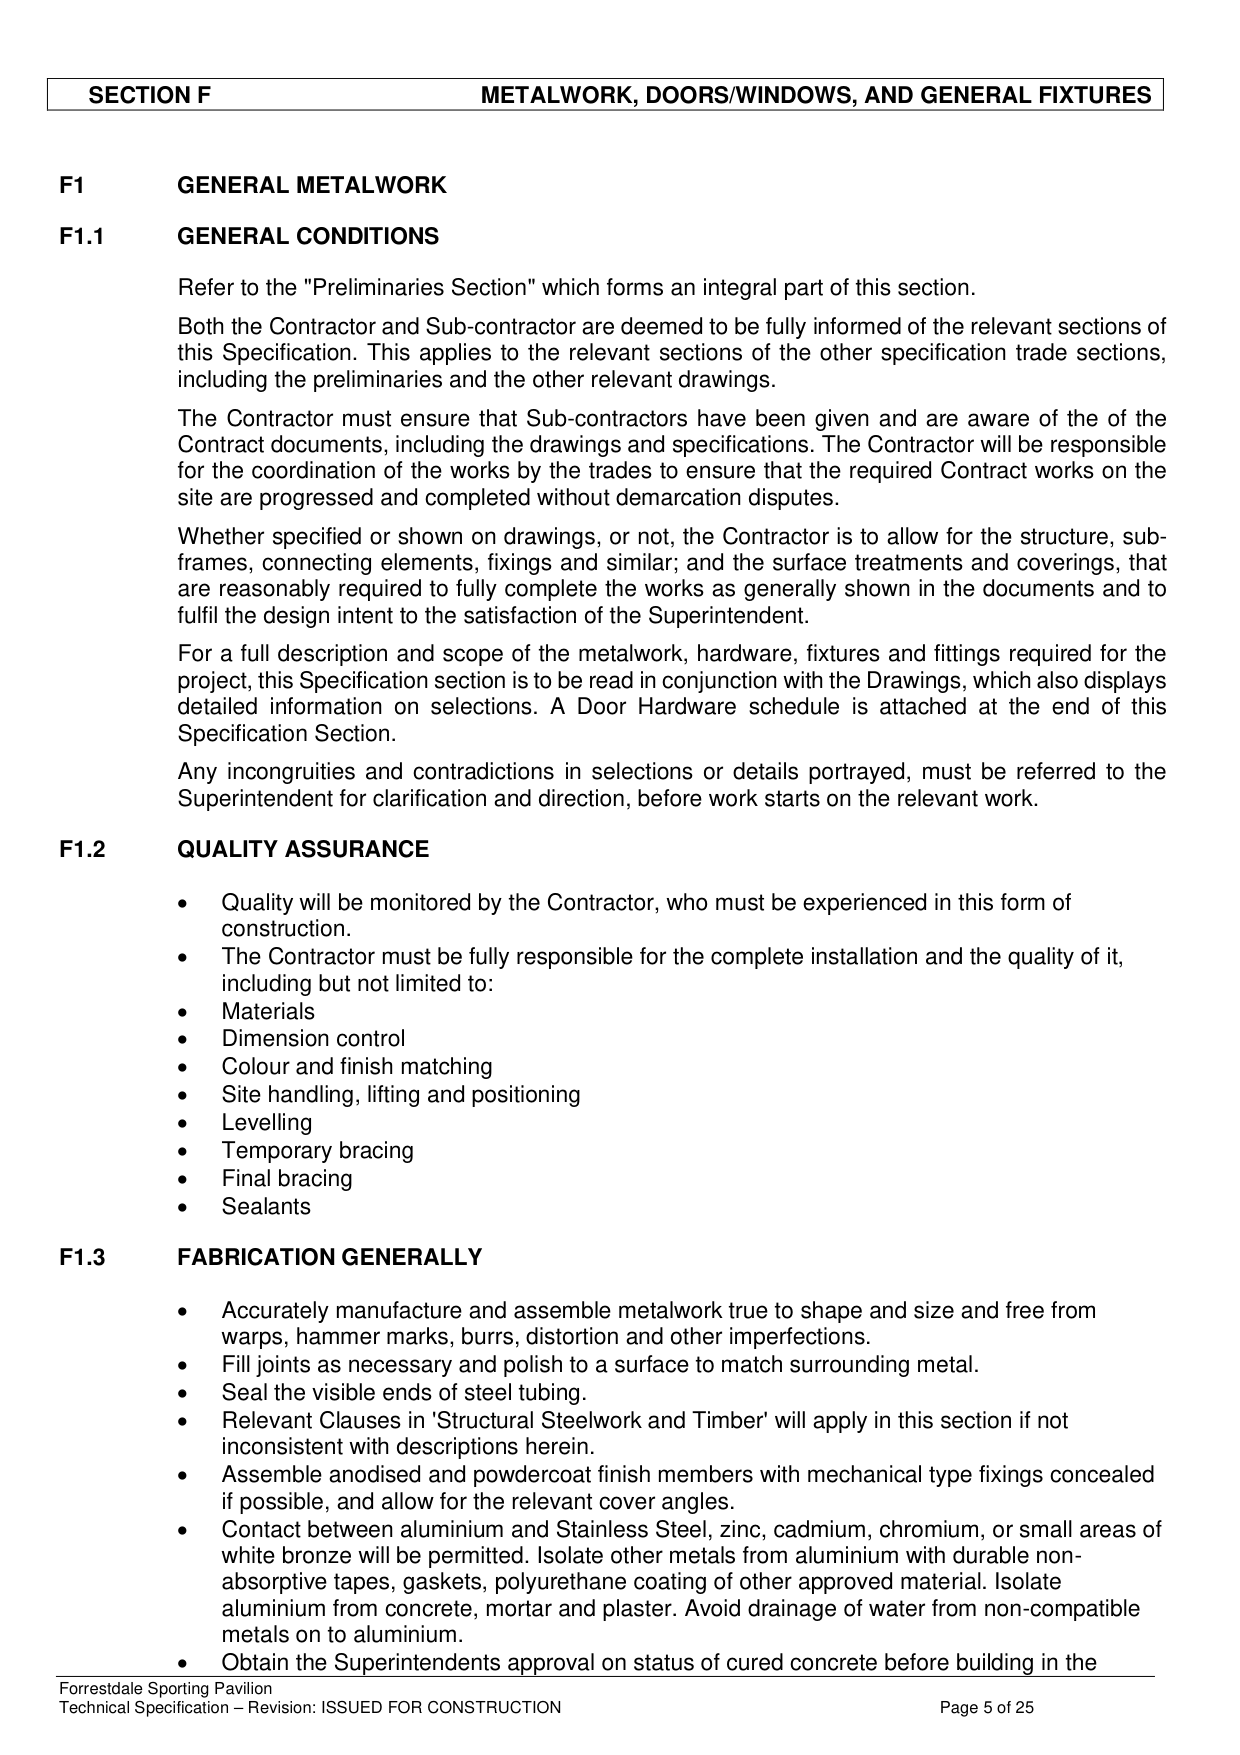 SECTION F METALWORK, DOORS/WINDOWS, AND GENERAL FIXTURES
F1 GENERAL METALWORK
F1.1 GENERAL CONDITIONS
Refer to the "Preliminaries Section" which forms an integral part of this section.
Both the Contractor and Sub-contractor are deemed to be fully informed of the relevant sections of
this Specification. This applies to the relevant sections of the other specification trade sections,
including the preliminaries and the other relevant drawings.
The Contractor must ensure that Sub-contractors have been given and are aware of the of the
Contract documents, including the drawings and specifications. The Contractor will be responsible
for the coordination of the works by the trades to ensure that the required Contract works on the
site are progressed and completed without demarcation disputes.
Whether specified or shown on drawings, or not, the Contractor is to allow for the structure, sub-
frames, connecting elements, fixings and similar; and the surface treatments and coverings, that
are reasonably required to fully complete the works as generally shown in the documents and to
fulfil the design intent to the satisfaction of the Superintendent.
For a full description and scope of the metalwork, hardware, fixtures and fittings required for the
project, this Specification section is to be read in conjunction with the Drawings, which also displays
detailed information on selections. A Door Hardware schedule is attached at the end of this
Specification Section.
Any incongruities and contradictions in selections or details portrayed, must be referred to the
Superintendent for clarification and direction, before work starts on the relevant work.
F1.2 QUALITY ASSURANCE
• Quality will be monitored by the Contractor, who must be experienced in this form of
construction.
• The Contractor must be fully responsible for the complete installation and the quality of it,
including but not limited to:
• Materials
• Dimension control
• Colour and finish matching
• Site handling, lifting and positioning
• Levelling
• Temporary bracing
• Final bracing
• Sealants
F1.3 FABRICATION GENERALLY
• Accurately manufacture and assemble metalwork true to shape and size and free from
warps, hammer marks, burrs, distortion and other imperfections.
• Fill joints as necessary and polish to a surface to match surrounding metal.
• Seal the visible ends of steel tubing.
• Relevant Clauses in 'Structural Steelwork and Timber' will apply in this section if not
inconsistent with descriptions herein.
• Assemble anodised and powdercoat finish members with mechanical type fixings concealed
if possible, and allow for the relevant cover angles.
• Contact between aluminium and Stainless Steel, zinc, cadmium, chromium, or small areas of
white bronze will be permitted. Isolate other metals from aluminium with durable non-
absorptive tapes, gaskets, polyurethane coating of other approved material. Isolate
aluminium from concrete, mortar and plaster. Avoid drainage of water from non-compatible
metals on to aluminium.
• Obtain the Superintendents approval on status of cured concrete before building in the
Forrestdale Sporting Pavilion
Technical Specification – Revision: ISSUED FOR CONSTRUCTION Page 5 of 25